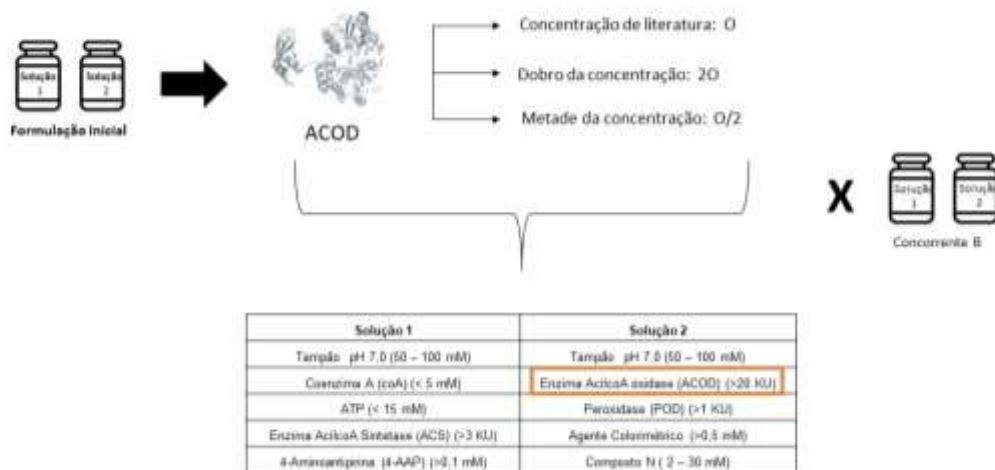 Solução
1
Solução
2
Formulação Inicial
ACOD
Concentração de literatura: O
Dobro da concentração: 2O
Metade da concentração: O/2
X
Solução
1
Solução
2
Concorrente B
Solução 1
Solução 2
Tampão pH 7,0 (50 – 100 mM)
Tampão pH 7,0 (50 – 100 mM)
Coenzima A (coA) (< 5 mM)
Enzima AcilcoA oxidase (ACOD) (>20 KU)
ATP (< 15 mM)
Peroxidase (POD) (>1 KU)
Enzima AcilcoA Sintetase (ACS) (>3 KU)
Agente Colorimétrico (>0,5 mM)
4-Aminoantipirina (4-AAP) (>0,1 mM)
Composto N ( 2 – 30 mM)